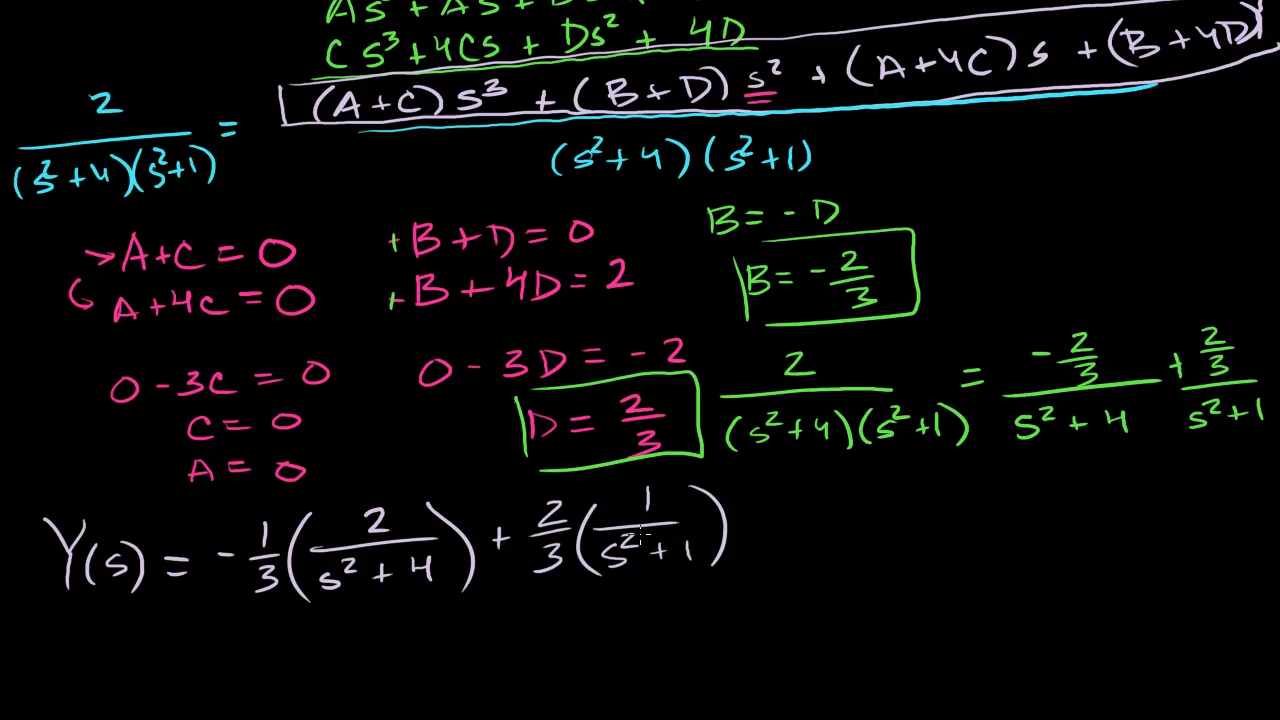 As³ + As +
Cs³ + 4Cs + Ds² + 4D
(A+C)s³ + (B+D)s² + (A+4C)s + (B+4D)
2/((s²+4)(s²+1)) =
(s²+4)(s²+1)
A+C = 0
+B+D = 0
B = -D
A+4C = 0
+B+4D = 2
B = -2/3
0-3C = 0
0-3D = -2
2/((s²+4)(s²+1)) = (-2/3)/(s²+4) + (2/3)/(s²+1)
C = 0
D = 2/3
A = 0
Y(s) = -1/3(2/(s²+4)) + 2/3(1/(s²+1))